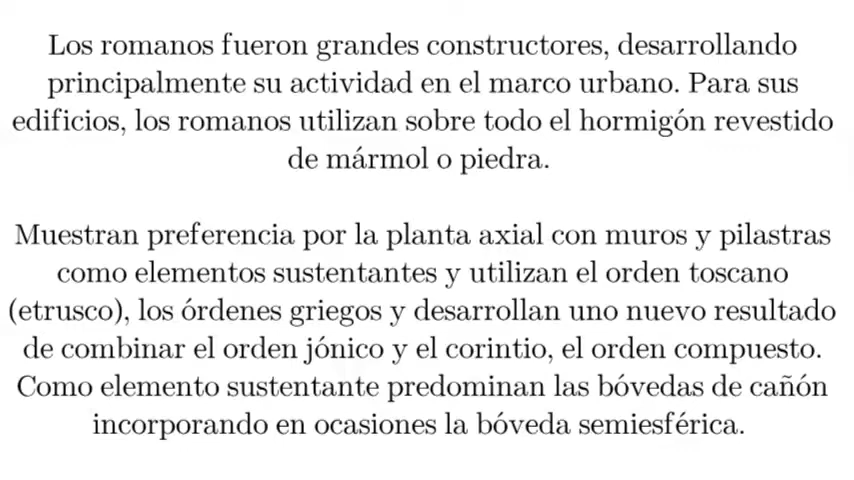 Los romanos fueron grandes constructores, desarrollando
principalmente su actividad en el marco urbano. Para sus
edificios, los romanos utilizan sobre todo el hormigón revestido
de mármol o piedra.
Muestran preferencia por la planta axial con muros y pilastras
como elementos sustentantes y utilizan el orden toscano
(etrusco), los órdenes griegos y desarrollan uno nuevo resultado
de combinar el orden jónico y el corintio, el orden compuesto.
Como elemento sustentante predominan las bóvedas de cañón
incorporando en ocasiones la bóveda semiesférica.